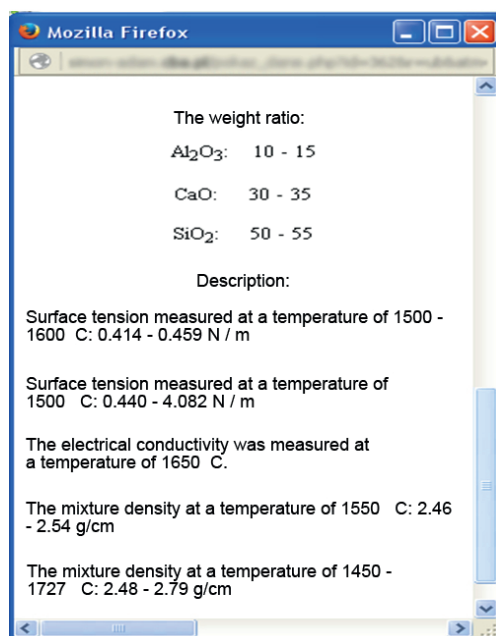 Mozilla Firefox
The weight ratio:
Al₂O₃: 10 - 15
CaO: 30 - 35
SiO₂: 50 - 55
Description:
Surface tension measured at a temperature of 1500 -
1600 C: 0.414 - 0.459 N / m
Surface tension measured at a temperature of
1500 C: 0.440 - 4.082 N / m
The electrical conductivity was measured at
a temperature of 1650 C.
The mixture density at a temperature of 1550 C: 2.46
- 2.54 g/cm
The mixture density at a temperature of 1450 -
1727 C: 2.48 - 2.79 g/cm